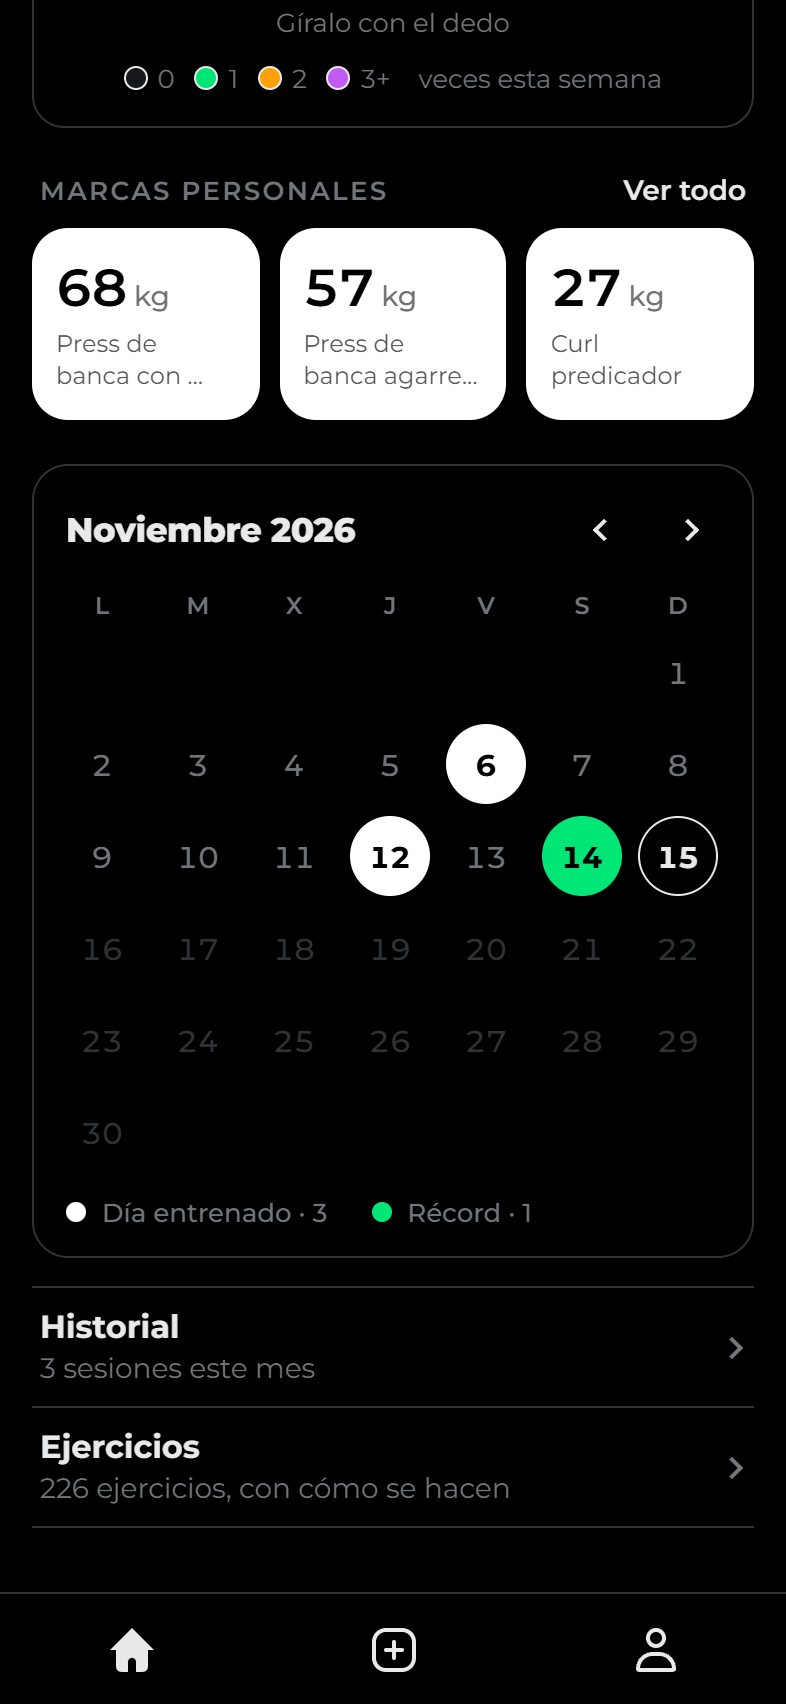 Gíralo con el dedo
0 1 2 3+ veces esta semana
MARCAS PERSONALES Ver todo
68 kg
Press de
banca con ...
57 kg
Press de
banca agarre...
27 kg
Curl
predicador
Noviembre 2026
L M X J V S D
1
2 3 4 5 6 7 8
9 10 11 12 13 14 15
16 17 18 19 20 21 22
23 24 25 26 27 28 29
30
Día entrenado · 3 Récord · 1
Historial
3 sesiones este mes
Ejercicios
226 ejercicios, con cómo se hacen